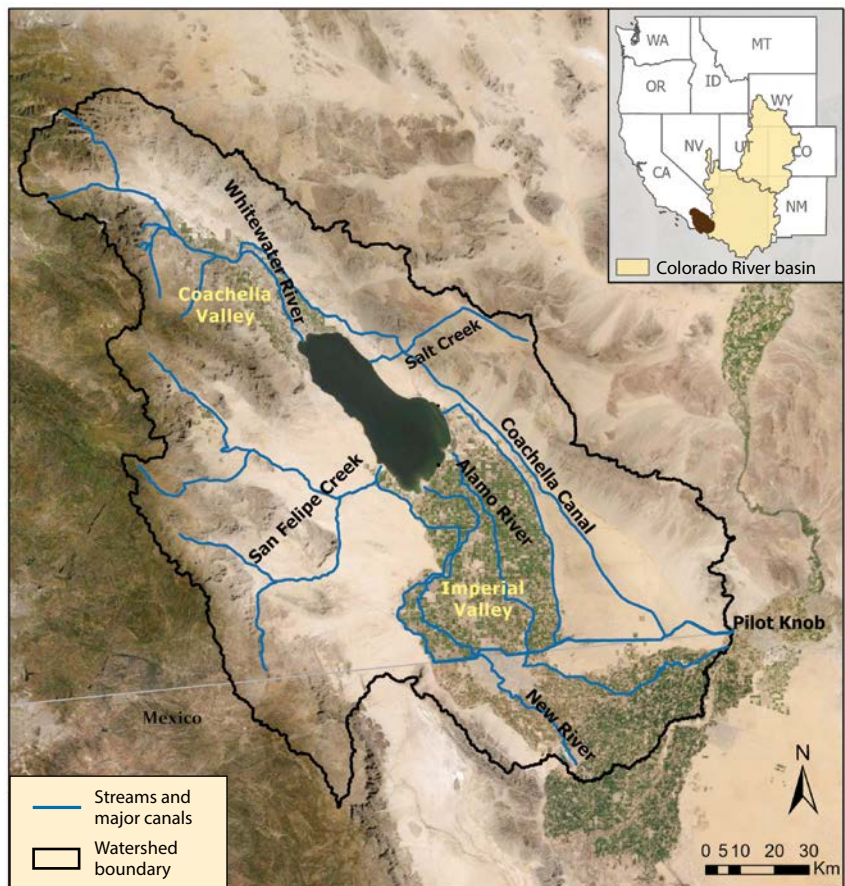 WA
MT
OR
ID
WY
NV
UT
CO
CA
NM
Colorado River basin
Whitewater River
Coachella
Valley
Salt Creek
Coachella Canal
San Felipe Creek
Alamo River
Imperial
Valley
Pilot Knob
New River
Mexico
Streams and
major canals
Watershed
boundary
N
0 5 10 20 30
Km